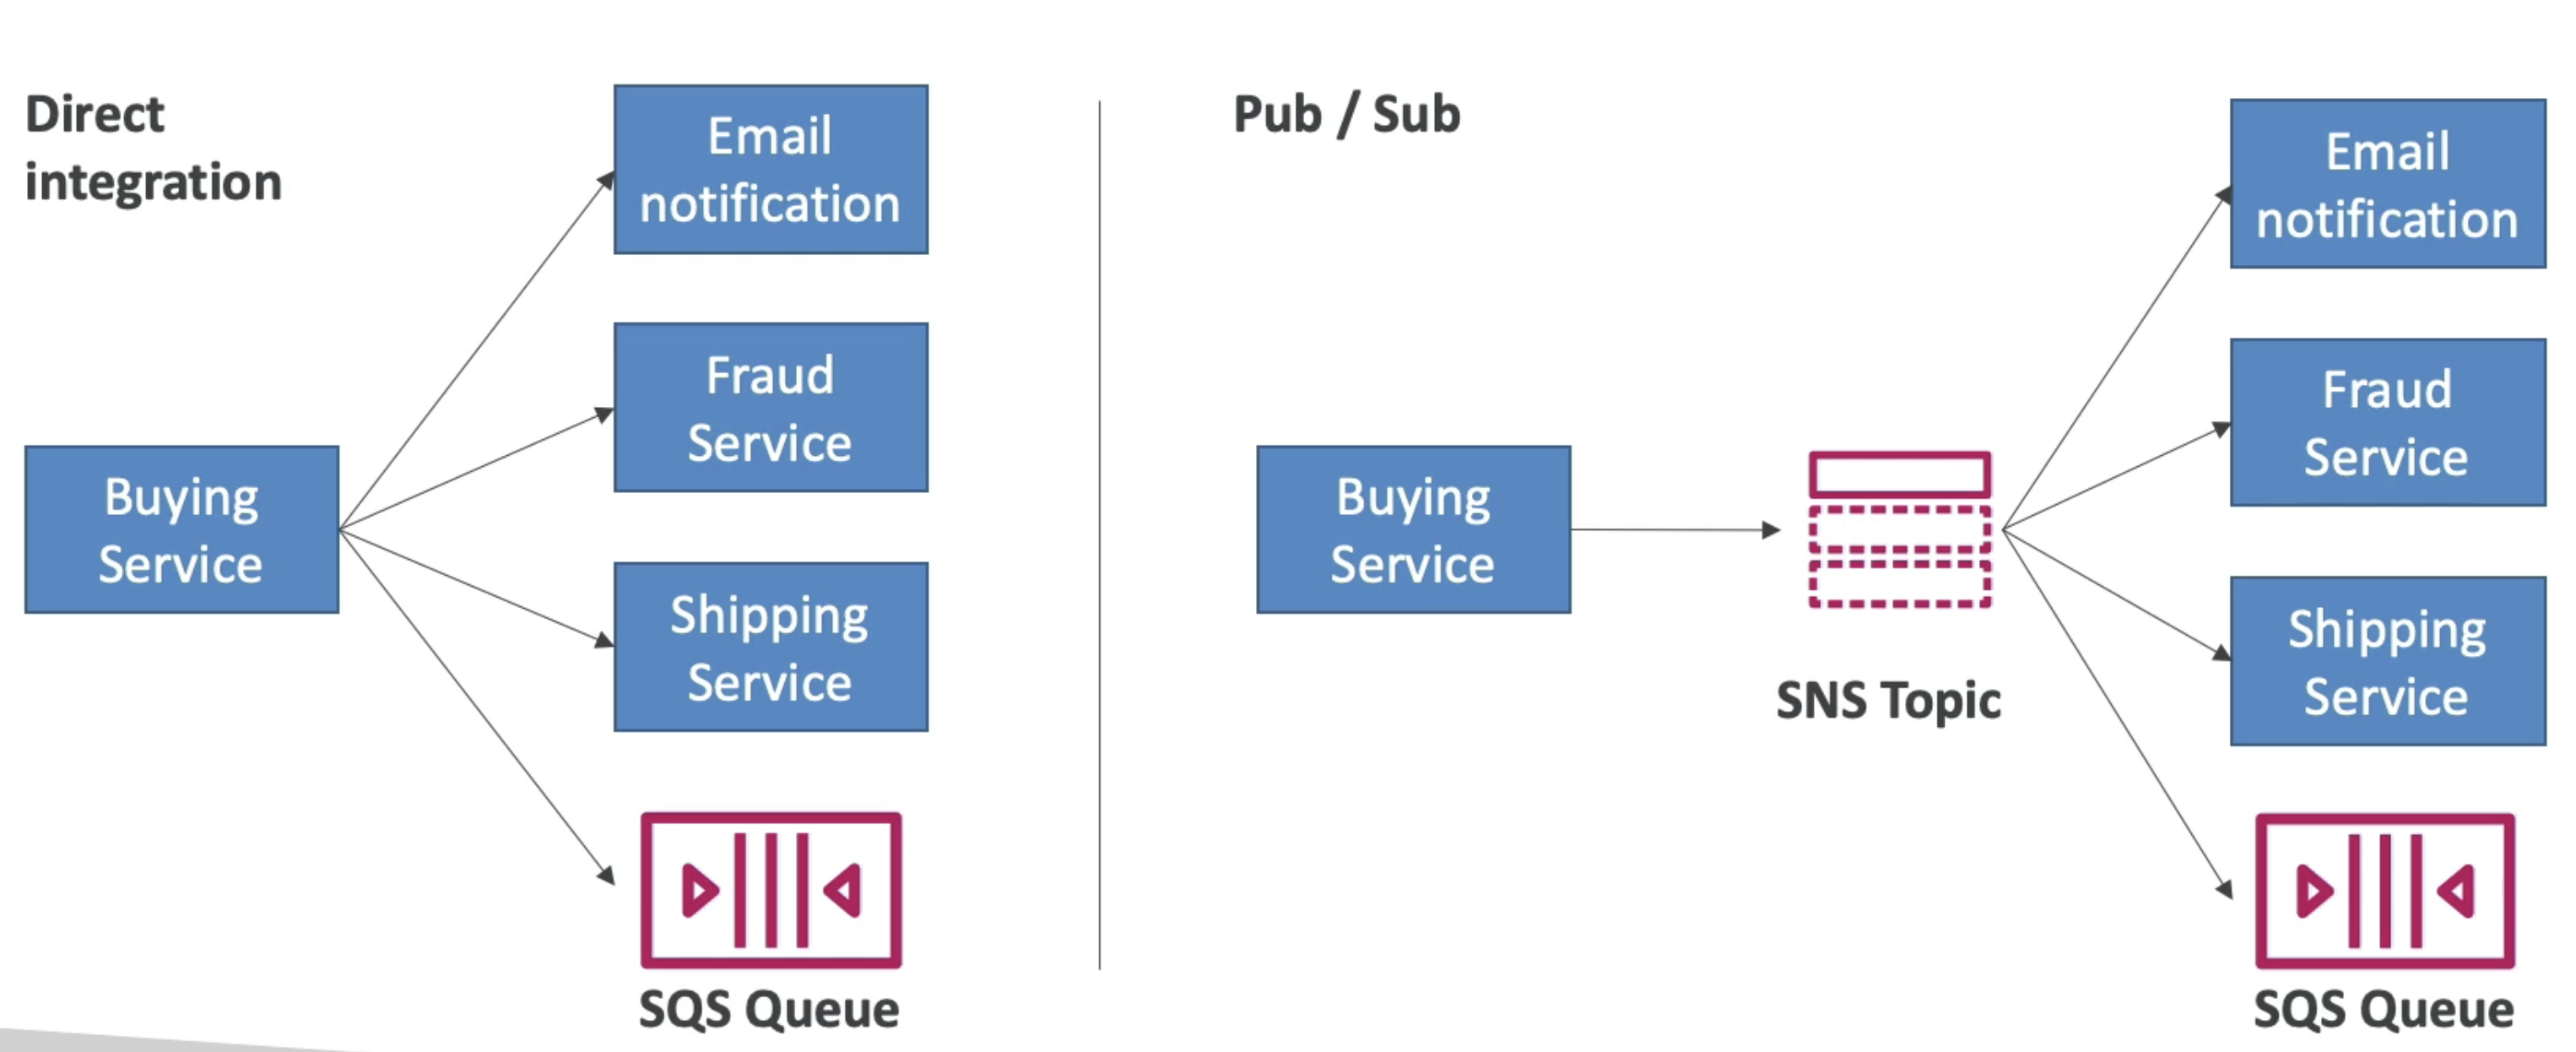 Direct
integration
Email
notification
Fraud
Service
Buying
Service
Shipping
Service
SQS Queue
Pub / Sub
Email
notification
Fraud
Service
Buying
Service
SNS Topic
Shipping
Service
SQS Queue